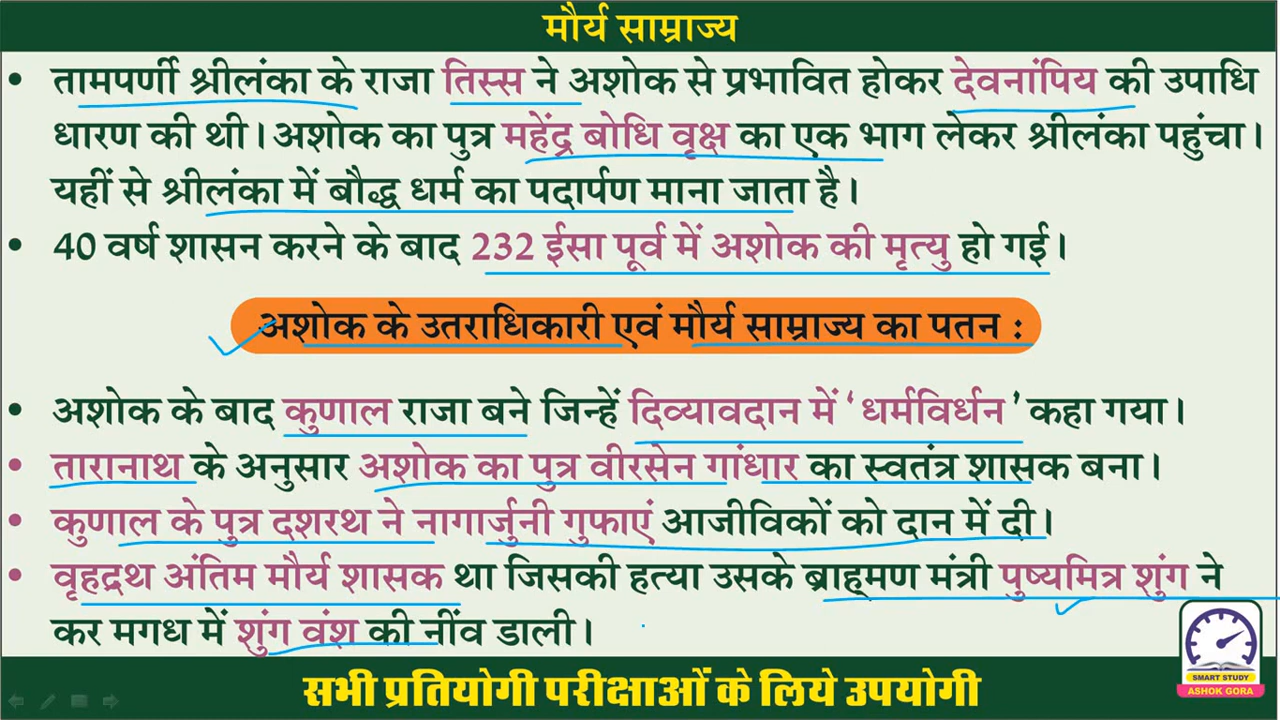 मौर्य साम्राज्य
• तामपर्णी श्रीलंका के राजा तिस्स ने अशोक से प्रभावित होकर देवनांपिय की उपाधि
धारण की थी। अशोक का पुत्र महेंद्र बोधि वृक्ष का एक भाग लेकर श्रीलंका पहुंचा।
यहीं से श्रीलंका में बौद्ध धर्म का पदार्पण माना जाता है।
• 40 वर्ष शासन करने के बाद 232 ईसा पूर्व में अशोक की मृत्यु हो गई।
अशोक के उतराधिकारी एवं मौर्य साम्राज्य का पतन :
• अशोक के बाद कुणाल राजा बने जिन्हें दिव्यावदान में ‘धर्मविर्धन’ कहा गया।
• तारानाथ के अनुसार अशोक का पुत्र वीरसेन गांधार का स्वतंत्र शासक बना।
• कुणाल के पुत्र दशरथ ने नागार्जुनी गुफाएं आजीविकों को दान में दी।
• वृहद्रथ अंतिम मौर्य शासक था जिसकी हत्या उसके ब्राह्मण मंत्री पुष्यमित्र शुंग ने
कर मगध में शुंग वंश की नींव डाली।
SMART STUDY
ASHOK GORA
सभी प्रतियोगी परीक्षाओं के लिये उपयोगी